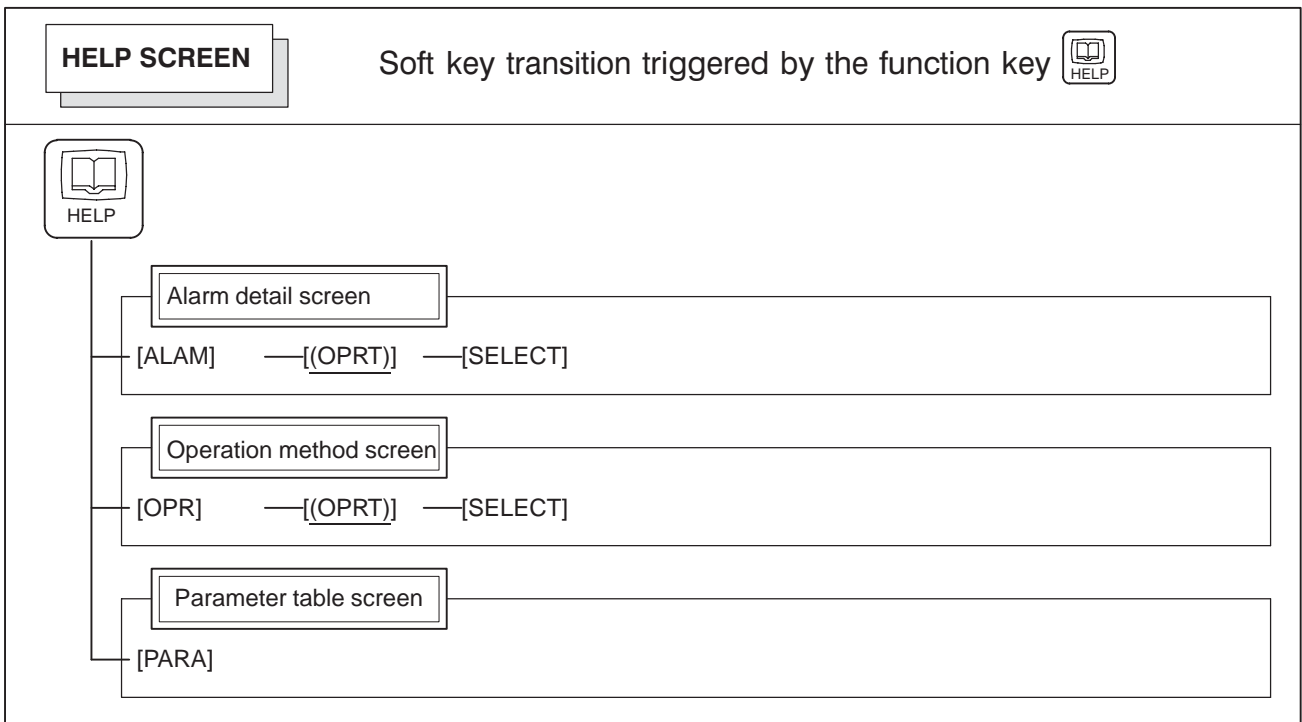 HELP SCREEN
Soft key transition triggered by the function key HELP
HELP
Alarm detail screen
[ALAM] [(OPRT)] [SELECT]
Operation method screen
[OPR] [(OPRT)] [SELECT]
Parameter table screen
[PARA]